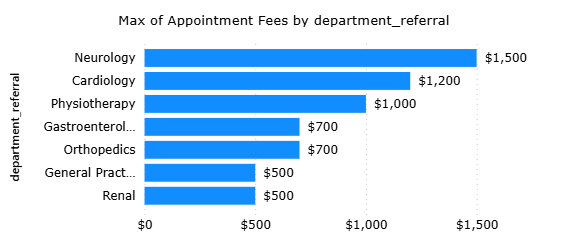 Max of Appointment Fees by department_referral
department_referral
Neurology $1,500
Cardiology $1,200
Physiotherapy $1,000
Gastroenterol... $700
Orthopedics $700
General Pract... $500
Renal $500
$0 $500 $1,000 $1,500